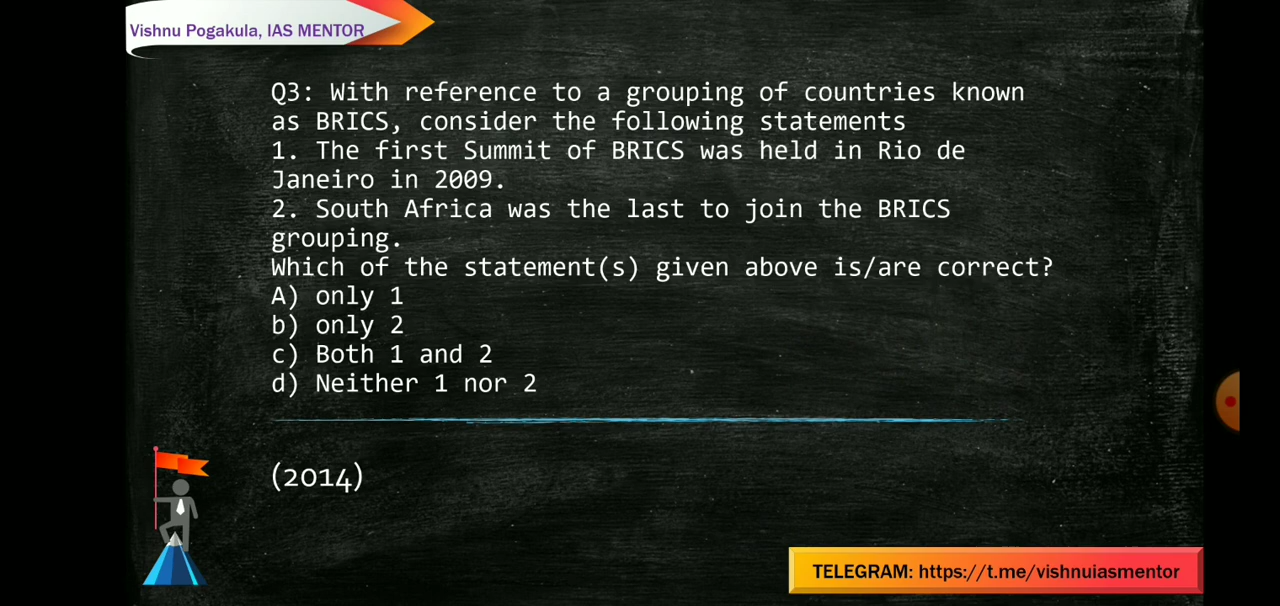 Vishnu Pogakula, IAS MENTOR
Q3: With reference to a grouping of countries known
as BRICS, consider the following statements
1. The first Summit of BRICS was held in Rio de
Janeiro in 2009.
2. South Africa was the last to join the BRICS
grouping.
Which of the statement(s) given above is/are correct?
A) only 1
b) only 2
c) Both 1 and 2
d) Neither 1 nor 2
(2014)
TELEGRAM: https://t.me/vishnuiasmentor